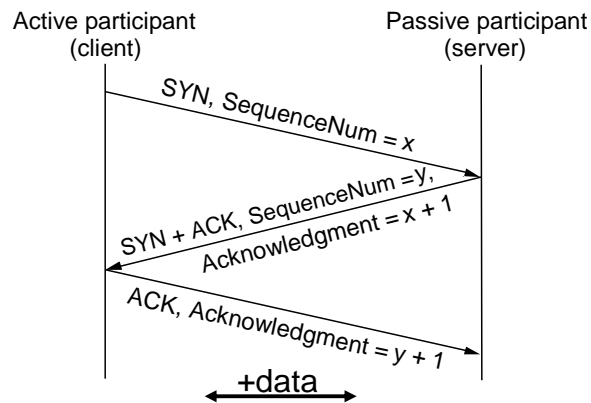 Active participant
(client)
Passive participant
(server)
SYN, SequenceNum = x
SYN + ACK, SequenceNum =y,
Acknowledgment = x + 1
ACK, Acknowledgment = y + 1
+data